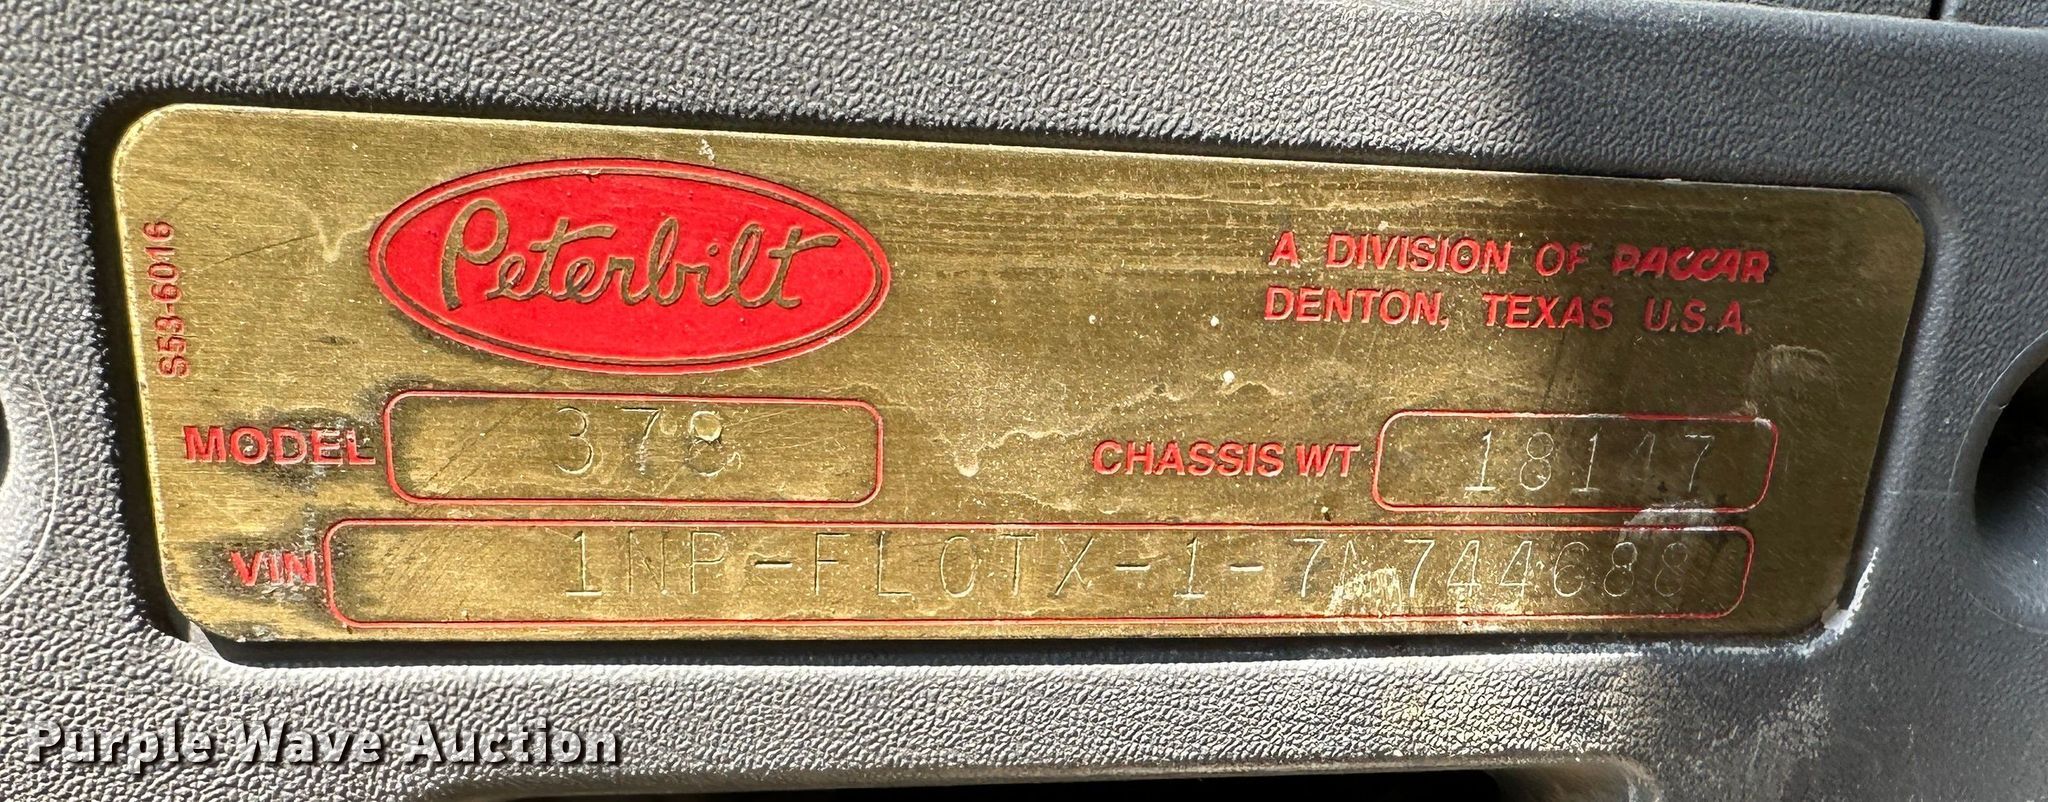 S53-6016
Peterbilt
A DIVISION OF PACCAR
DENTON, TEXAS U.S.A.
MODEL 378
CHASSIS WT 18147
VIN 1NP-FL0TX-1-7N744688
Purple Wave Auction